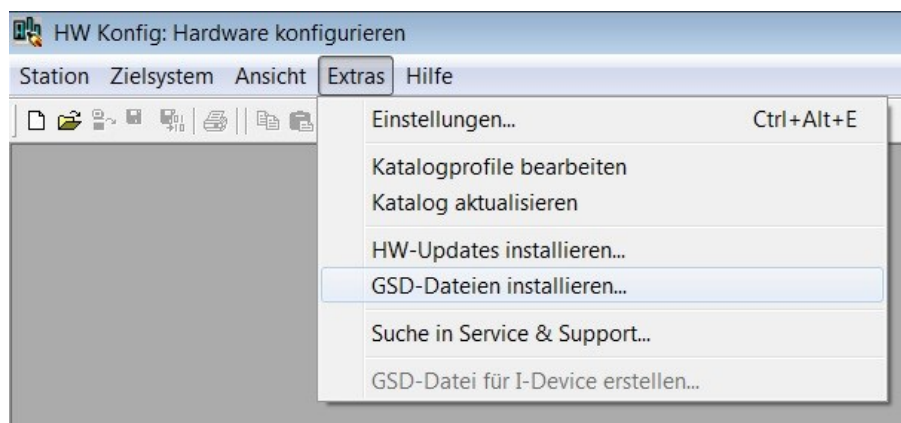 HW Konfig: Hardware konfigurieren
Station Zielsystem Ansicht Extras Hilfe
Einstellungen... Ctrl+Alt+E
Katalogprofile bearbeiten
Katalog aktualisieren
HW-Updates installieren...
GSD-Dateien installieren...
Suche in Service & Support...
GSD-Datei für I-Device erstellen...